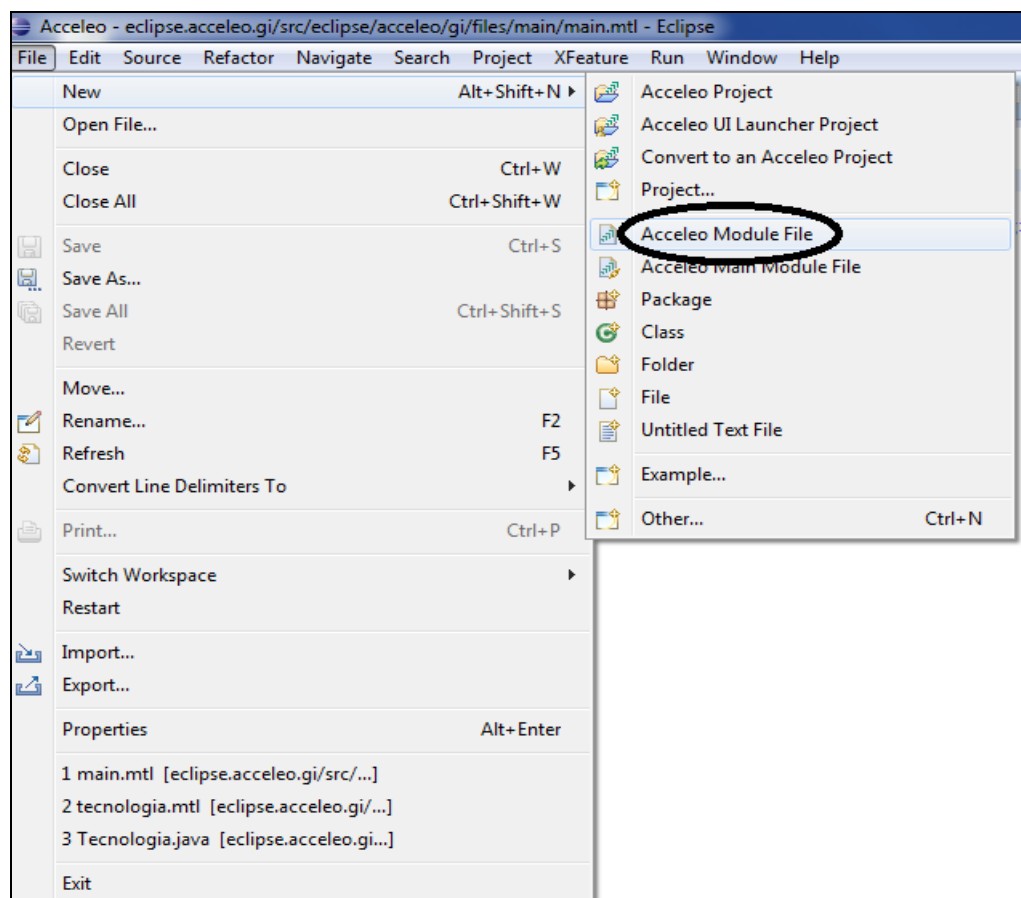 Acceleo - eclipse.acceleo.gi/src/eclipse/acceleo/gi/files/main/main.mtl - Eclipse
File Edit Source Refactor Navigate Search Project XFeature Run Window Help
New Alt+Shift+N
Open File...
Close Ctrl+W
Close All Ctrl+Shift+W
Save Ctrl+S
Save As...
Save All Ctrl+Shift+S
Revert
Move...
Rename... F2
Refresh F5
Convert Line Delimiters To
Print... Ctrl+P
Switch Workspace
Restart
Import...
Export...
Properties Alt+Enter
1 main.mtl [eclipse.acceleo.gi/src/...]
2 tecnologia.mtl [eclipse.acceleo.gi/...]
3 Tecnologia.java [eclipse.acceleo.gi...]
Exit
Acceleo Project
Acceleo UI Launcher Project
Convert to an Acceleo Project
Project...
Acceleo Module File
Acceleo Main Module File
Package
Class
Folder
File
Untitled Text File
Example...
Other... Ctrl+N